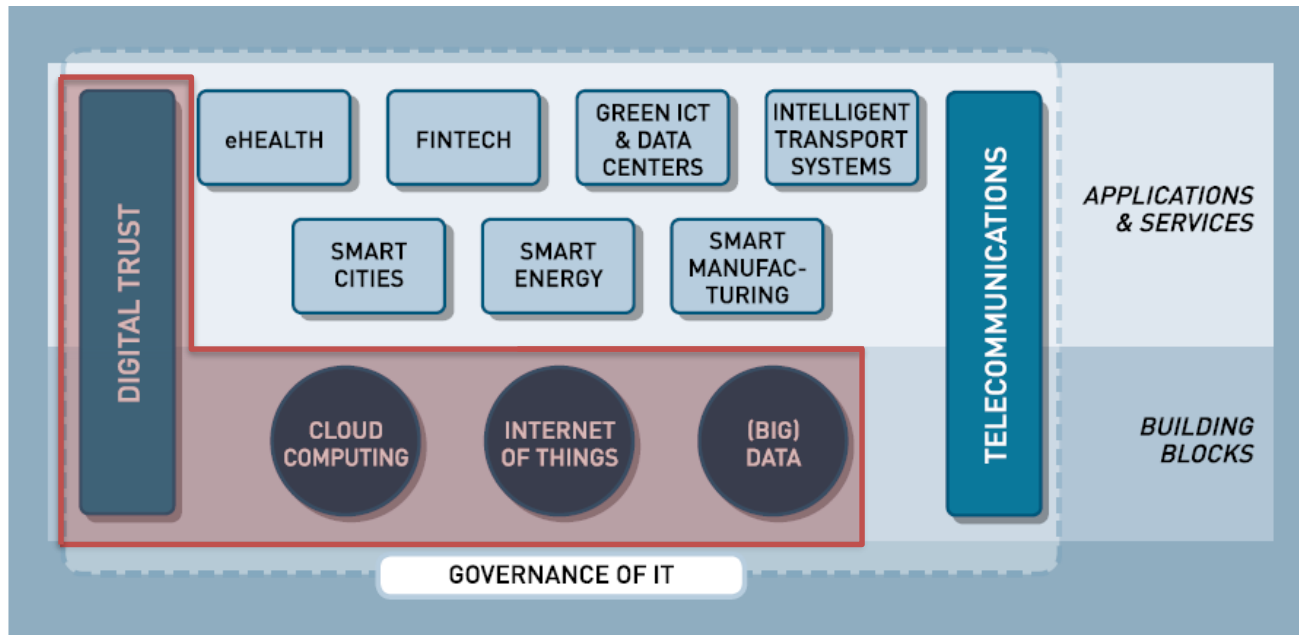 eHEALTH
FINTECH
GREEN ICT
& DATA
CENTERS
INTELLIGENT
TRANSPORT
SYSTEMS
SMART
CITIES
SMART
ENERGY
SMART
MANUFAC-
TURING
DIGITAL TRUST
TELECOMMUNICATIONS
APPLICATIONS
& SERVICES
CLOUD
COMPUTING
INTERNET
OF THINGS
(BIG)
DATA
BUILDING
BLOCKS
GOVERNANCE OF IT